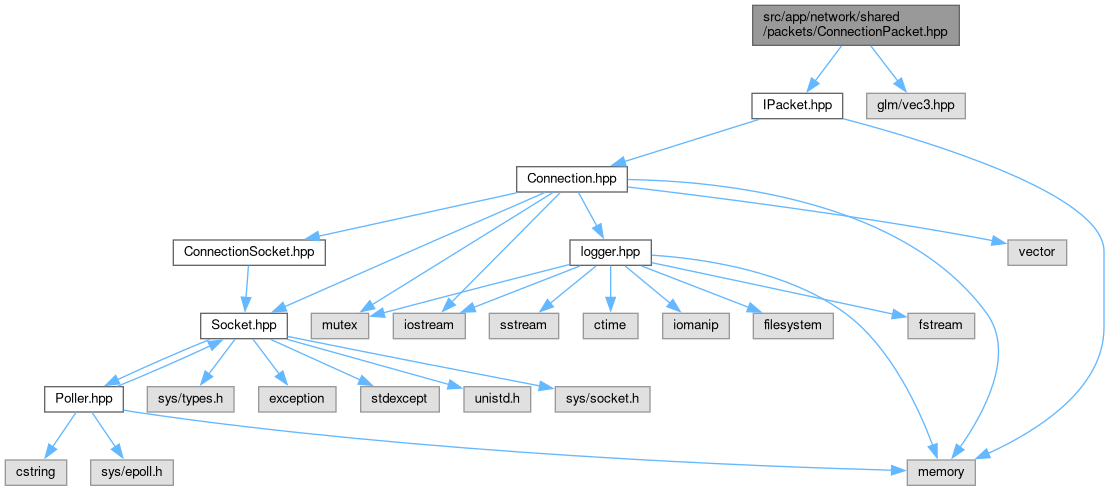 src/app/network/shared
/packets/ConnectionPacket.hpp
IPacket.hpp
glm/vec3.hpp
Connection.hpp
ConnectionSocket.hpp
logger.hpp
vector
Socket.hpp
mutex
iostream
sstream
ctime
iomanip
filesystem
fstream
Poller.hpp
sys/types.h
exception
stdexcept
unistd.h
sys/socket.h
cstring
sys/epoll.h
memory